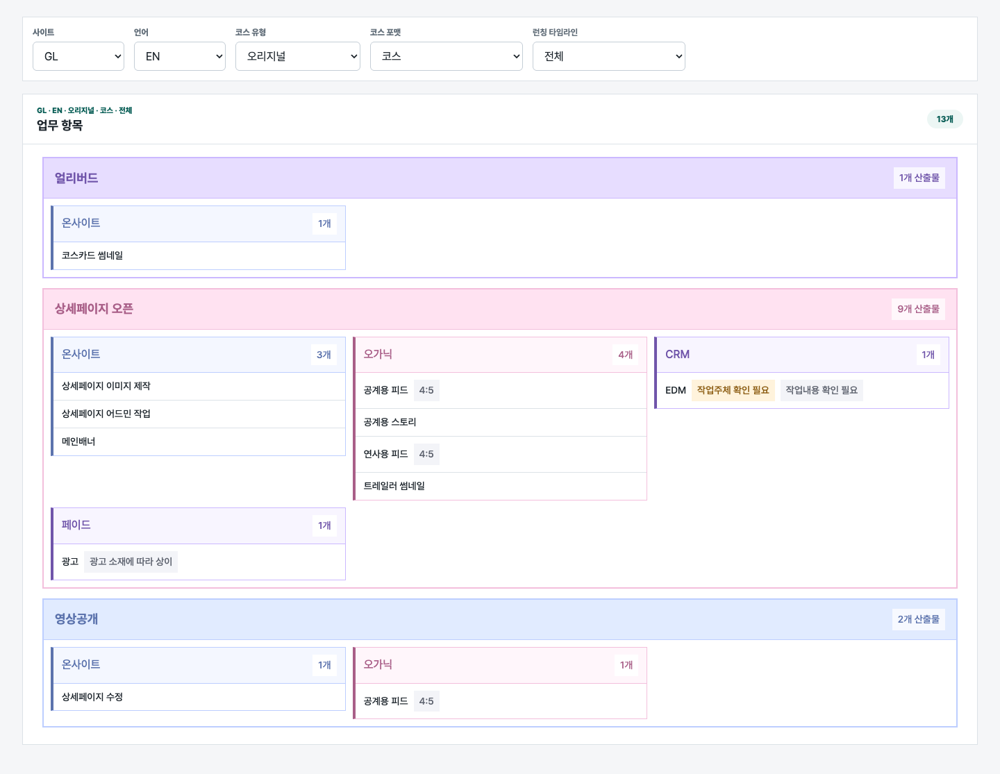 사이트
GL
언어
EN
코스 유형
오리지널
코스 포맷
코스
런칭 타임라인
전체
GL · EN · 오리지널 · 코스 · 전체
업무 항목
13개
얼리버드
1개 산출물
온사이트
1개
코스카드 썸네일
상세페이지 오픈
9개 산출물
온사이트
3개
상세페이지 이미지 제작
상세페이지 어드민 작업
메인배너
오가닉
4개
공계용 피드 4:5
공계용 스토리
연사용 피드 4:5
트레일러 썸네일
CRM
1개
EDM 작업주체 확인 필요 작업내용 확인 필요
페이드
1개
광고 광고 소재에 따라 상이
영상공개
2개 산출물
온사이트
1개
상세페이지 수정
오가닉
1개
공계용 피드 4:5